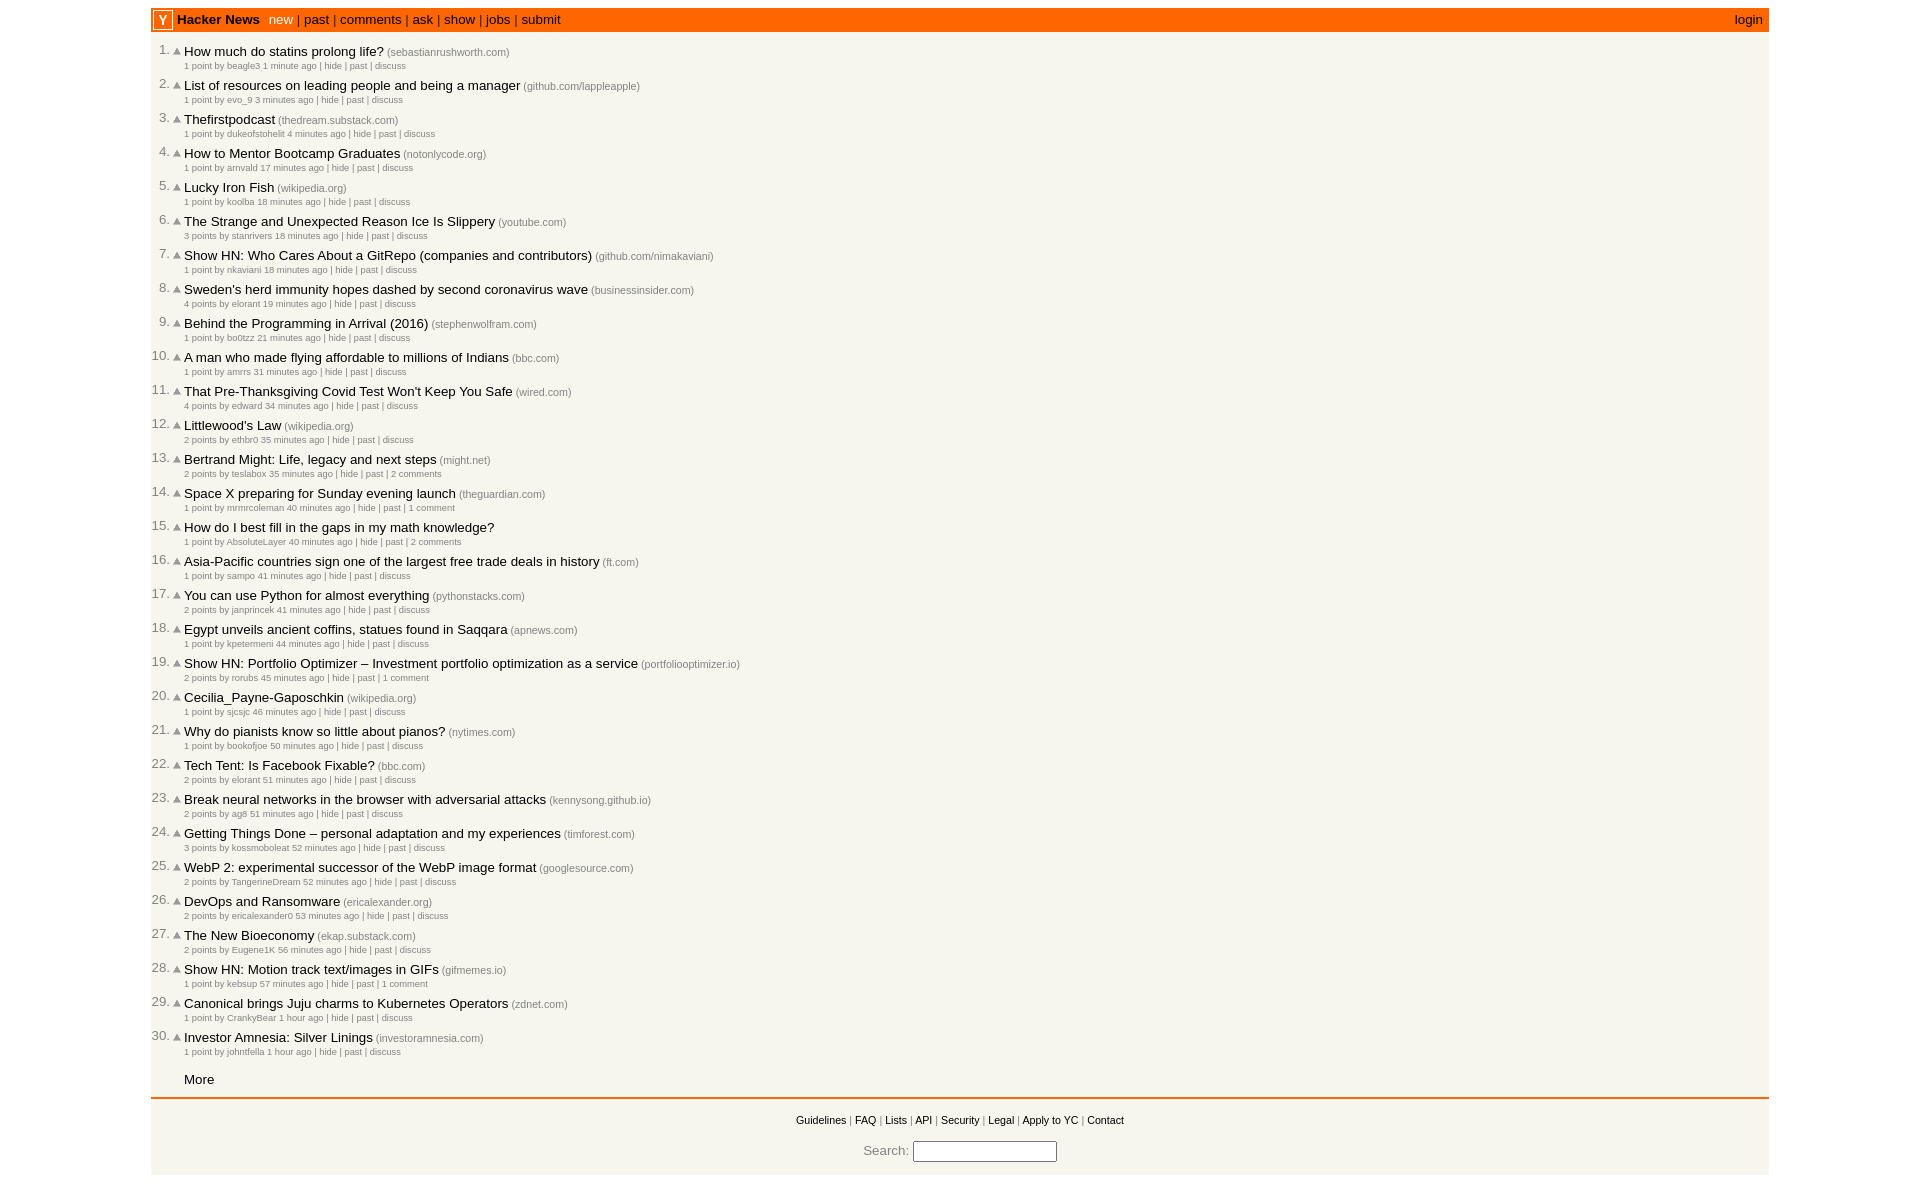 Y Hacker News new | past | comments | ask | show | jobs | submit login
1. How much do statins prolong life? (sebastianrushworth.com)
1 point by beagle3 1 minute ago | hide | past | discuss
2. List of resources on leading people and being a manager (github.com/lappleapple)
1 point by evo_9 3 minutes ago | hide | past | discuss
3. Thefirstpodcast (thedream.substack.com)
1 point by dukeofstohelit 4 minutes ago | hide | past | discuss
4. How to Mentor Bootcamp Graduates (notonlycode.org)
1 point by arnvald 17 minutes ago | hide | past | discuss
5. Lucky Iron Fish (wikipedia.org)
1 point by koolba 18 minutes ago | hide | past | discuss
6. The Strange and Unexpected Reason Ice Is Slippery (youtube.com)
3 points by stanrivers 18 minutes ago | hide | past | discuss
7. Show HN: Who Cares About a GitRepo (companies and contributors) (github.com/nimakaviani)
1 point by nkaviani 18 minutes ago | hide | past | discuss
8. Sweden's herd immunity hopes dashed by second coronavirus wave (businessinsider.com)
4 points by elorant 19 minutes ago | hide | past | discuss
9. Behind the Programming in Arrival (2016) (stephenwolfram.com)
1 point by bo0tzz 21 minutes ago | hide | past | discuss
10. A man who made flying affordable to millions of Indians (bbc.com)
1 point by amrrs 31 minutes ago | hide | past | discuss
11. That Pre-Thanksgiving Covid Test Won't Keep You Safe (wired.com)
4 points by edward 34 minutes ago | hide | past | discuss
12. Littlewood's Law (wikipedia.org)
2 points by ethbr0 35 minutes ago | hide | past | discuss
13. Bertrand Might: Life, legacy and next steps (might.net)
2 points by teslabox 35 minutes ago | hide | past | 2 comments
14. Space X preparing for Sunday evening launch (theguardian.com)
1 point by mrmrcoleman 40 minutes ago | hide | past | 1 comment
15. How do I best fill in the gaps in my math knowledge?
1 point by AbsoluteLayer 40 minutes ago | hide | past | 2 comments
16. Asia-Pacific countries sign one of the largest free trade deals in history (ft.com)
1 point by sampo 41 minutes ago | hide | past | discuss
17. You can use Python for almost everything (pythonstacks.com)
2 points by janprincek 41 minutes ago | hide | past | discuss
18. Egypt unveils ancient coffins, statues found in Saqqara (apnews.com)
1 point by kpetermeni 44 minutes ago | hide | past | discuss
19. Show HN: Portfolio Optimizer – Investment portfolio optimization as a service (portfoliooptimizer.io)
2 points by rorubs 45 minutes ago | hide | past | 1 comment
20. Cecilia_Payne-Gaposchkin (wikipedia.org)
1 point by sjcsjc 46 minutes ago | hide | past | discuss
21. Why do pianists know so little about pianos? (nytimes.com)
1 point by bookofjoe 50 minutes ago | hide | past | discuss
22. Tech Tent: Is Facebook Fixable? (bbc.com)
2 points by elorant 51 minutes ago | hide | past | discuss
23. Break neural networks in the browser with adversarial attacks (kennysong.github.io)
2 points by ag8 51 minutes ago | hide | past | discuss
24. Getting Things Done – personal adaptation and my experiences (timforest.com)
3 points by kossmoboleat 52 minutes ago | hide | past | discuss
25. WebP 2: experimental successor of the WebP image format (googlesource.com)
2 points by TangerineDream 52 minutes ago | hide | past | discuss
26. DevOps and Ransomware (ericalexander.org)
2 points by ericalexander0 53 minutes ago | hide | past | discuss
27. The New Bioeconomy (ekap.substack.com)
2 points by Eugene1K 56 minutes ago | hide | past | discuss
28. Show HN: Motion track text/images in GIFs (gifmemes.io)
1 point by kebsup 57 minutes ago | hide | past | 1 comment
29. Canonical brings Juju charms to Kubernetes Operators (zdnet.com)
1 point by CrankyBear 1 hour ago | hide | past | discuss
30. Investor Amnesia: Silver Linings (investoramnesia.com)
1 point by johntfella 1 hour ago | hide | past | discuss
More
Guidelines | FAQ | Lists | API | Security | Legal | Apply to YC | Contact
Search: